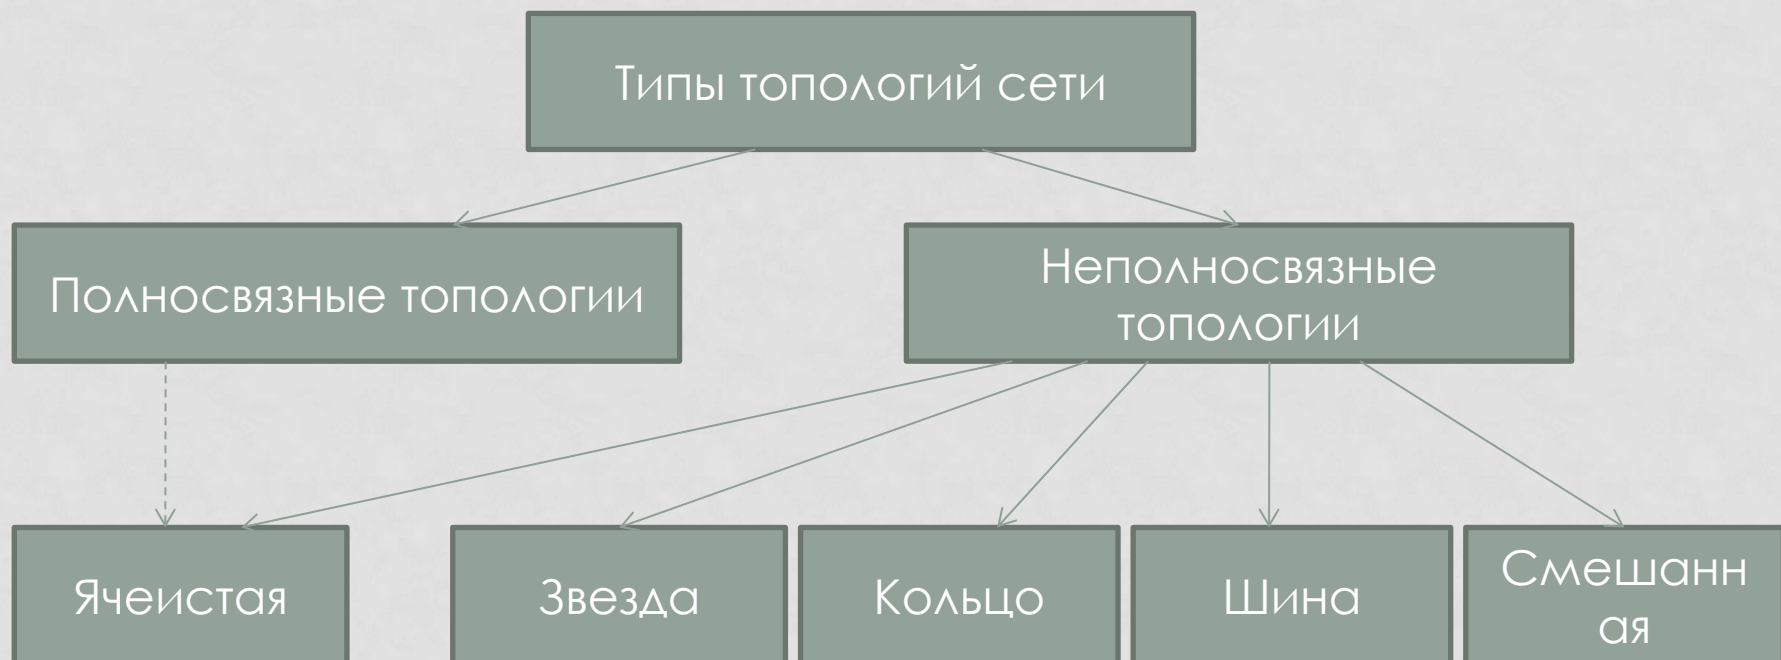 Типы топологий сети
Полносвязные топологии
Неполносвязные
топологии
Ячеистая
Звезда
Кольцо
Шина
Смешанн
ая